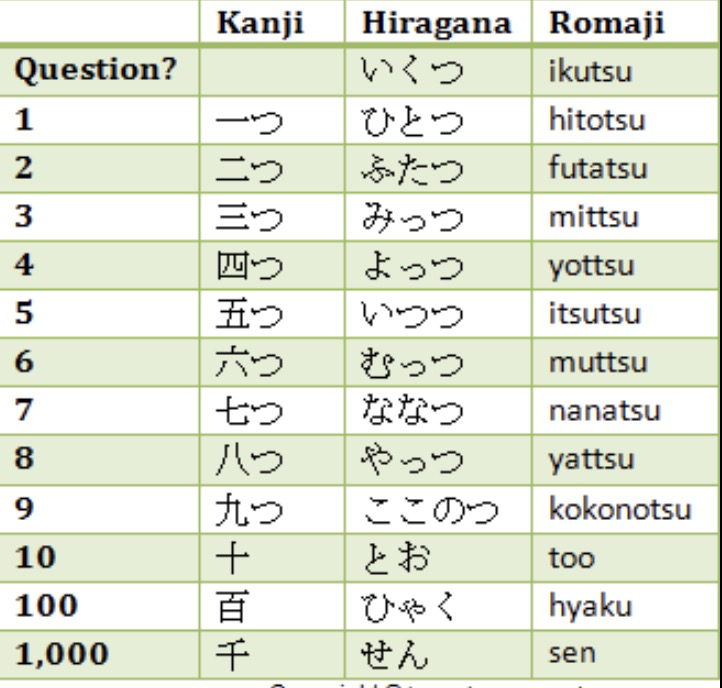 Kanji Hiragana Romaji
Question? いくつ ikutsu
1 一つ ひとつ hitotsu
2 二つ ふたつ futatsu
3 三つ みっつ mittsu
4 四つ よっつ yottsu
5 五つ いつつ itsutsu
6 六つ むっつ muttsu
7 七つ ななつ nanatsu
8 八つ やっつ yattsu
9 九つ ここのつ kokonotsu
10 十 とお too
100 百 ひゃく hyaku
1,000 千 せん sen